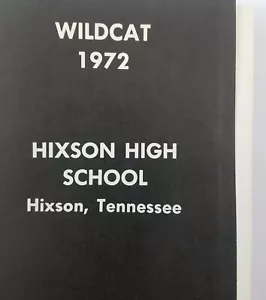 WILDCAT
1972
HIXSON HIGH
SCHOOL
Hixson, Tennessee